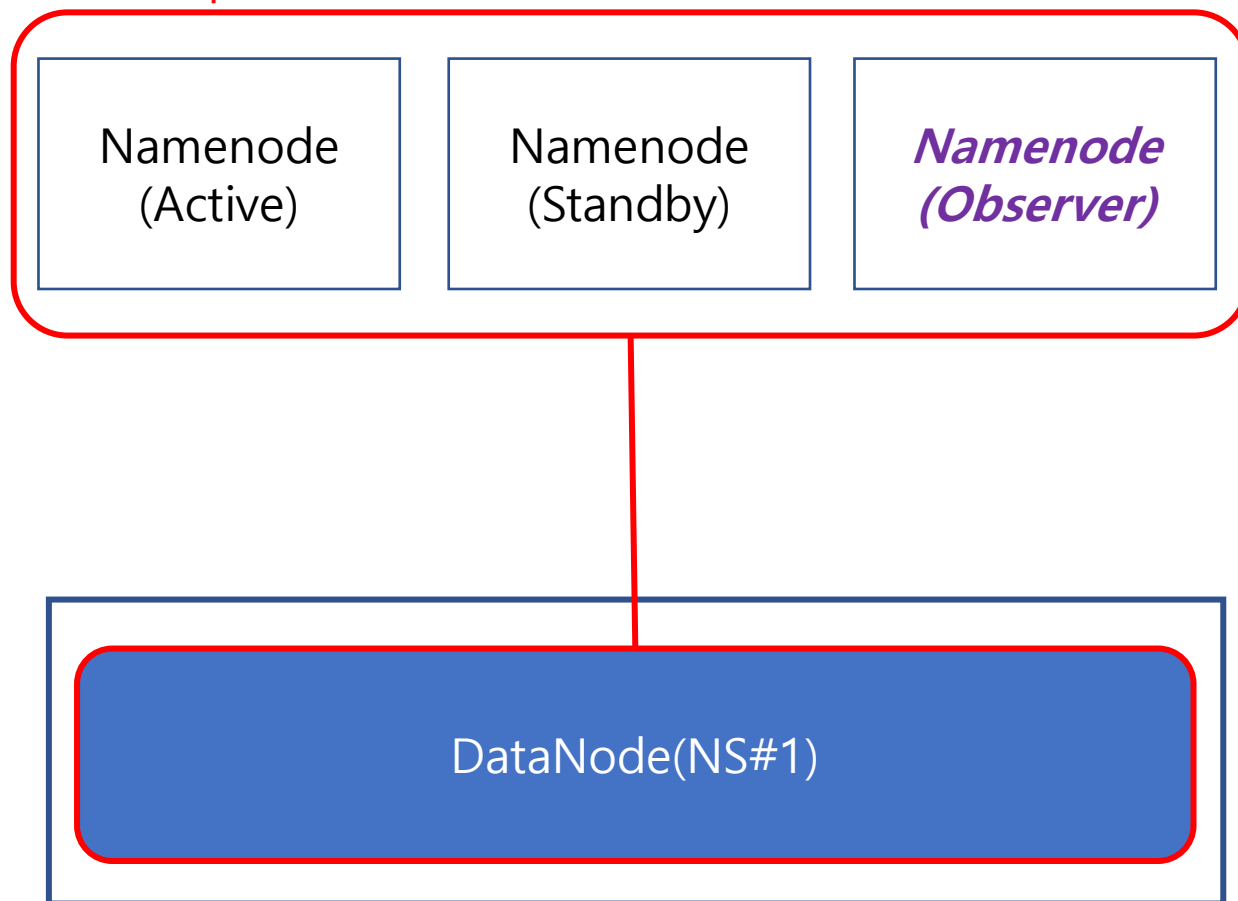 Namenode
(Active)
Namenode
(Standby)
Namenode
(Observer)
DataNode(NS#1)